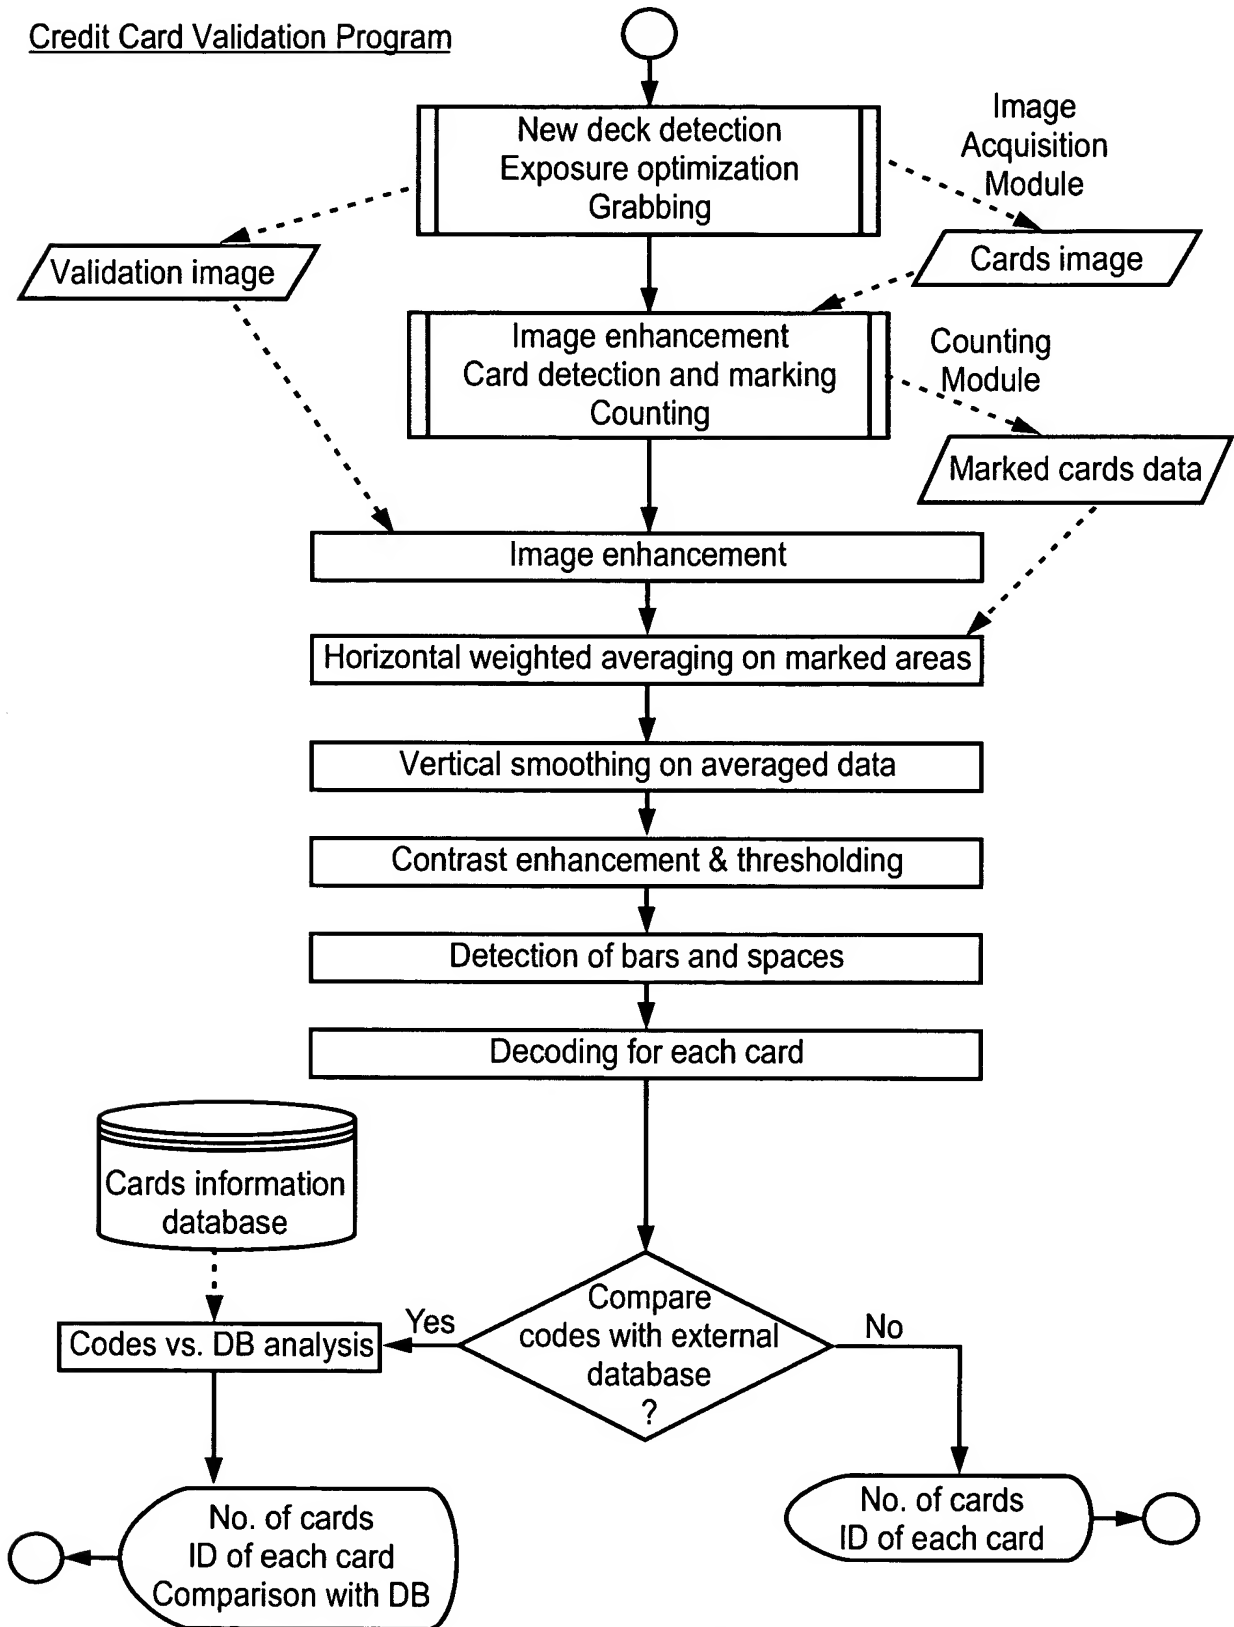 Credit Card Validation Program
New deck detection
Exposure optimization
Grabbing
Image
Acquisition
Module
Validation image
Cards image
Image enhancement
Card detection and marking
Counting
Counting
Module
Marked cards data
Image enhancement
Horizontal weighted averaging on marked areas
Vertical smoothing on averaged data
Contrast enhancement & thresholding
Detection of bars and spaces
Decoding for each card
Cards information
database
Compare
codes with external
database
?
Yes
No
Codes vs. DB analysis
No. of cards
ID of each card
Comparison with DB
No. of cards
ID of each card